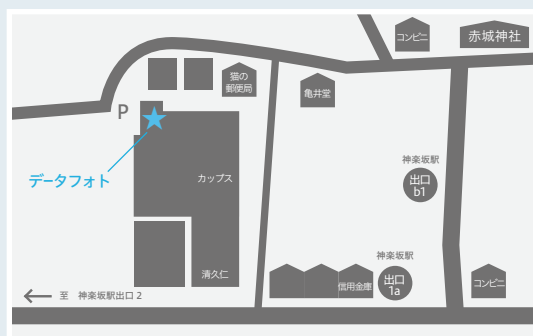 コンビニ
赤城神社
猫の
郵便局
亀井堂
P
データフォト
カップス
神楽坂駅
出口
b1
清久仁
神楽坂駅
出口
1a
信用金庫
コンビニ
至 神楽坂駅出口 2